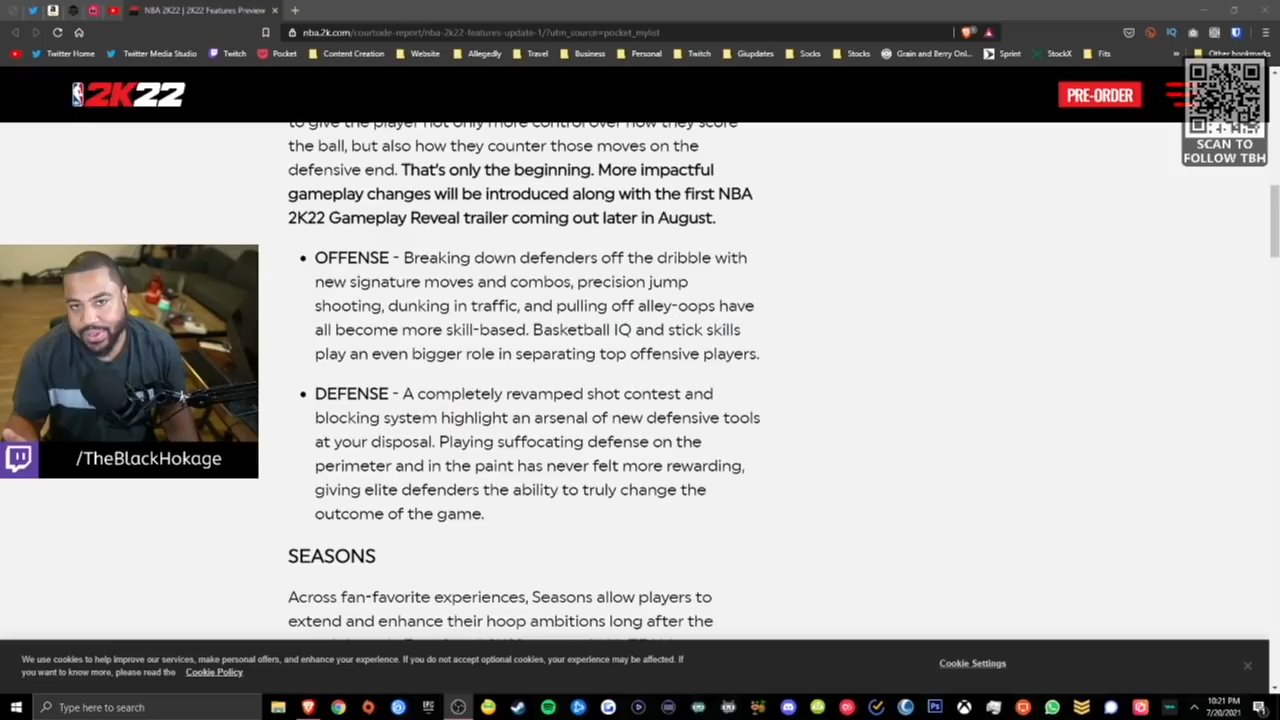 NBA 2K22 | 2K22 Features Preview
nba.2k.com/courtside-report/nba-2k22-features-update-1/?utm_source=pocket_mylist
Twitter Home
Twitter Media Studio
Twitch
Pocket
Content Creation
Website
Allegedly
Travel
Business
Personal
Twitch
Giupdates
Socks
Stocks
Grain and Berry Onli...
Sprint
StockX
Fits
Other bookmarks
2K22
PRE-ORDER
SCAN TO
FOLLOW TBH
to give the player not only more control over how they score
the ball, but also how they counter those moves on the
defensive end. That's only the beginning. More impactful
gameplay changes will be introduced along with the first NBA
2K22 Gameplay Reveal trailer coming out later in August.
• OFFENSE - Breaking down defenders off the dribble with
new signature moves and combos, precision jump
shooting, dunking in traffic, and pulling off alley-oops have
all become more skill-based. Basketball IQ and stick skills
play an even bigger role in separating top offensive players.
• DEFENSE - A completely revamped shot contest and
blocking system highlight an arsenal of new defensive tools
at your disposal. Playing suffocating defense on the
perimeter and in the paint has never felt more rewarding,
giving elite defenders the ability to truly change the
outcome of the game.
/TheBlackHokage
SEASONS
Across fan-favorite experiences, Seasons allow players to
extend and enhance their hoop ambitions long after the
We use cookies to help improve our services, make personal offers, and enhance your experience. If you do not accept optional cookies, your experience may be affected. If
you want to know more, please read the Cookie Policy
Cookie Settings
Type here to search
10:21 PM
7/20/2021